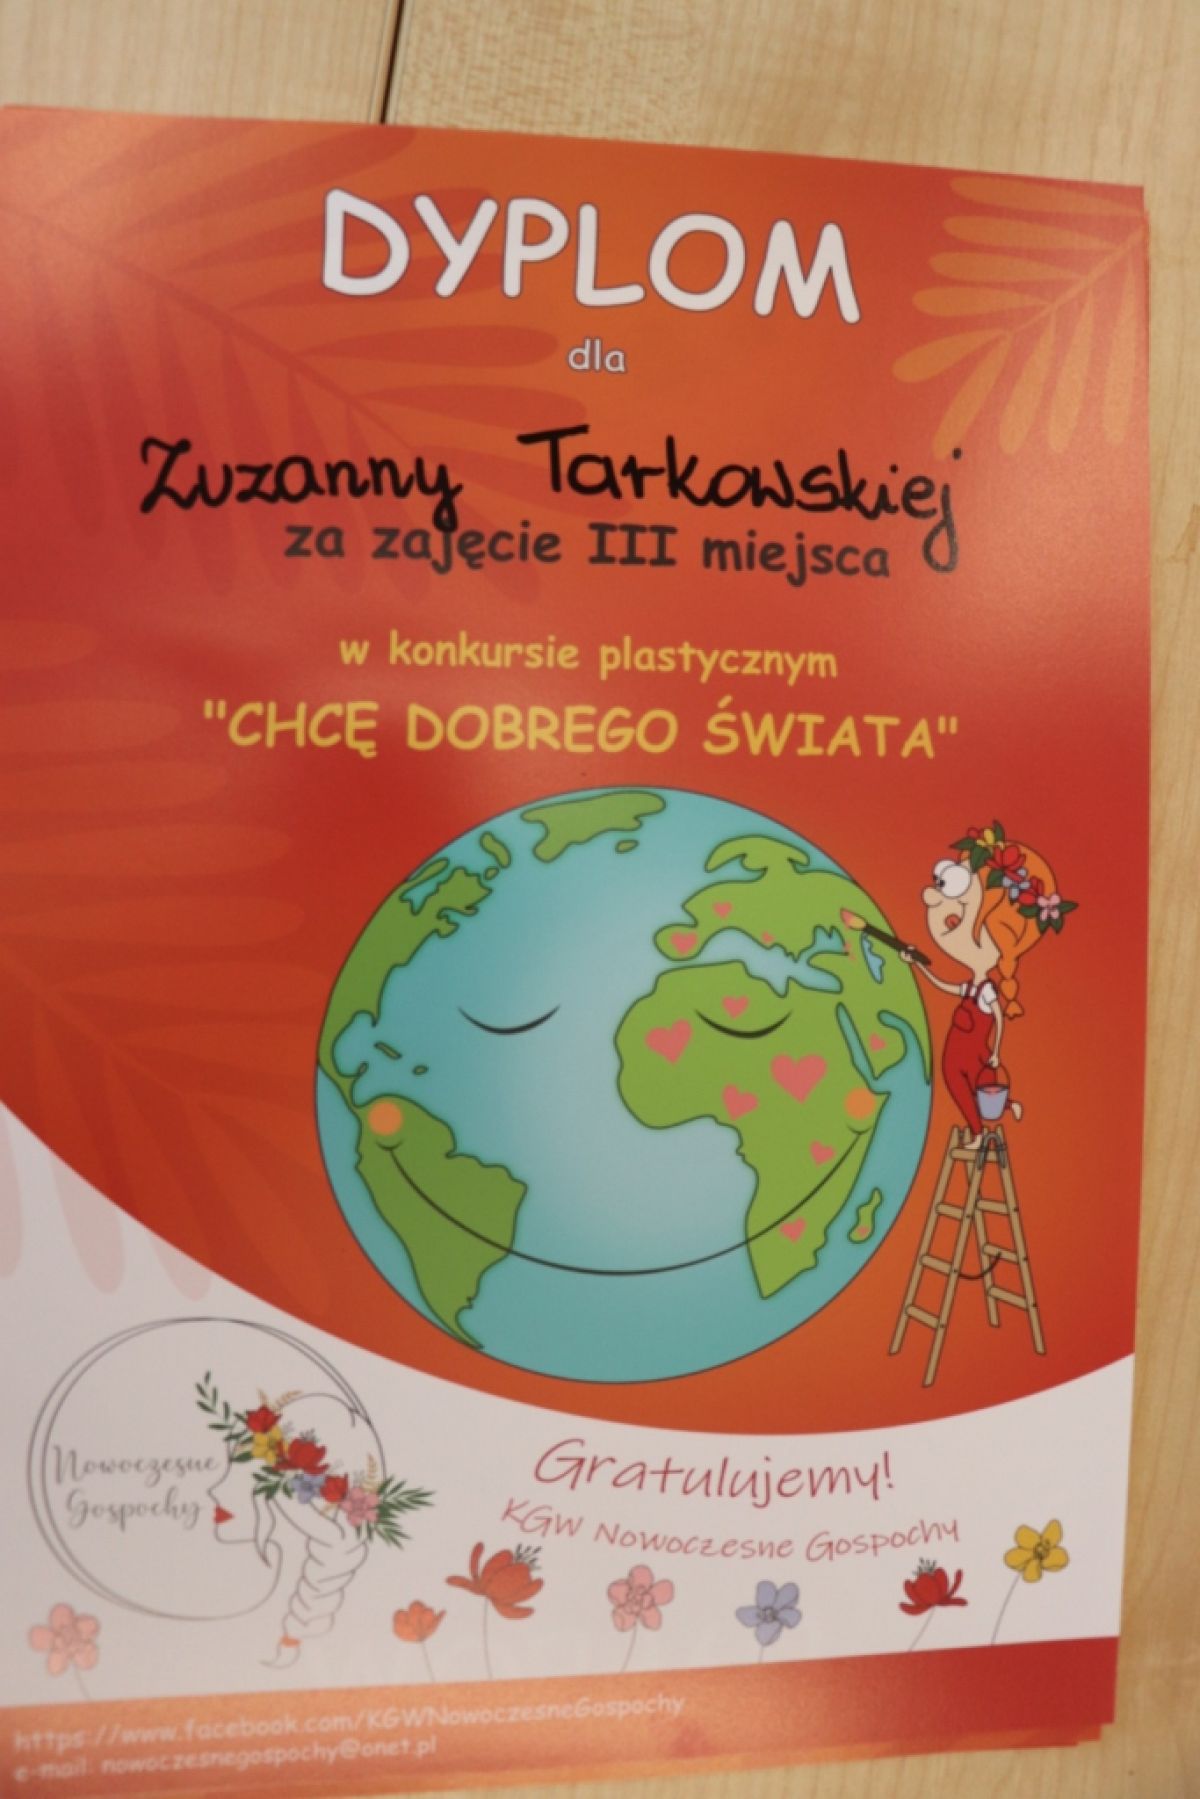 DYPLOM
dla
Zuzanny Tarkowskiej
za zajęcie III miejsca
w konkursie plastycznym
"CHCĘ DOBREGO ŚWIATA"
Nowoczesne
Gospochy
Gratulujemy!
KGW Nowoczesne Gospochy
https://www.facebook.com/KGWNowoczesneGospochy
e-mail: nowoczesnegospochy@onet.pl